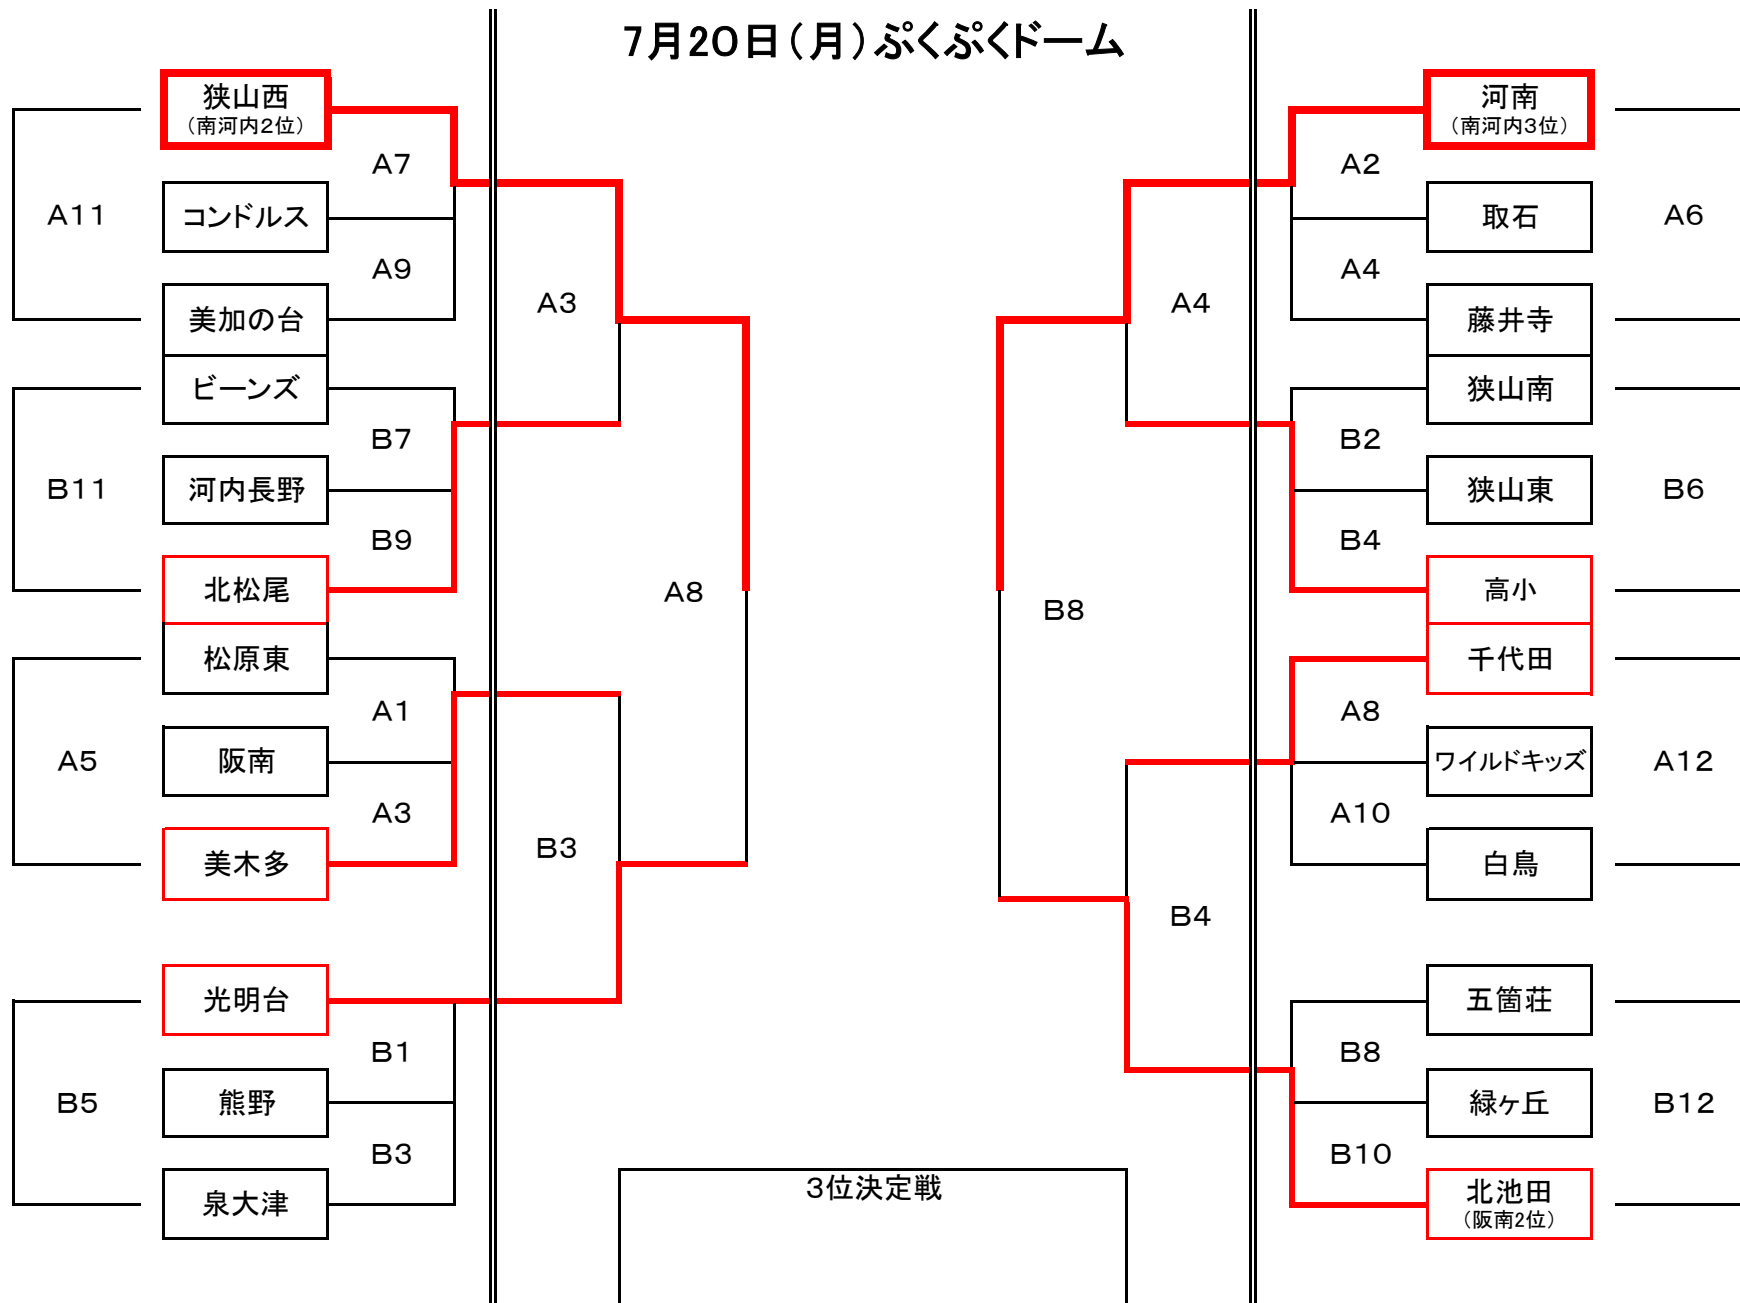 7月20日(月)ぷくぷくドーム
狭山西
(南河内2位)
A7
コンドルス
A11
A9
美加の台
ビーンズ
B7
河内長野
B11
B9
北松尾
松原東
A1
阪南
A5
A3
美木多
光明台
B1
熊野
B5
B3
泉大津
A3
B3
A8
3位決定戦
B8
A4
B4
河南
(南河内3位)
A2
取石
A6
A4
藤井寺
狭山南
B2
狭山東
B6
B4
高小
千代田
A8
ワイルドキッズ
A12
A10
白鳥
五箇荘
B8
緑ヶ丘
B12
B10
北池田
(阪南2位)